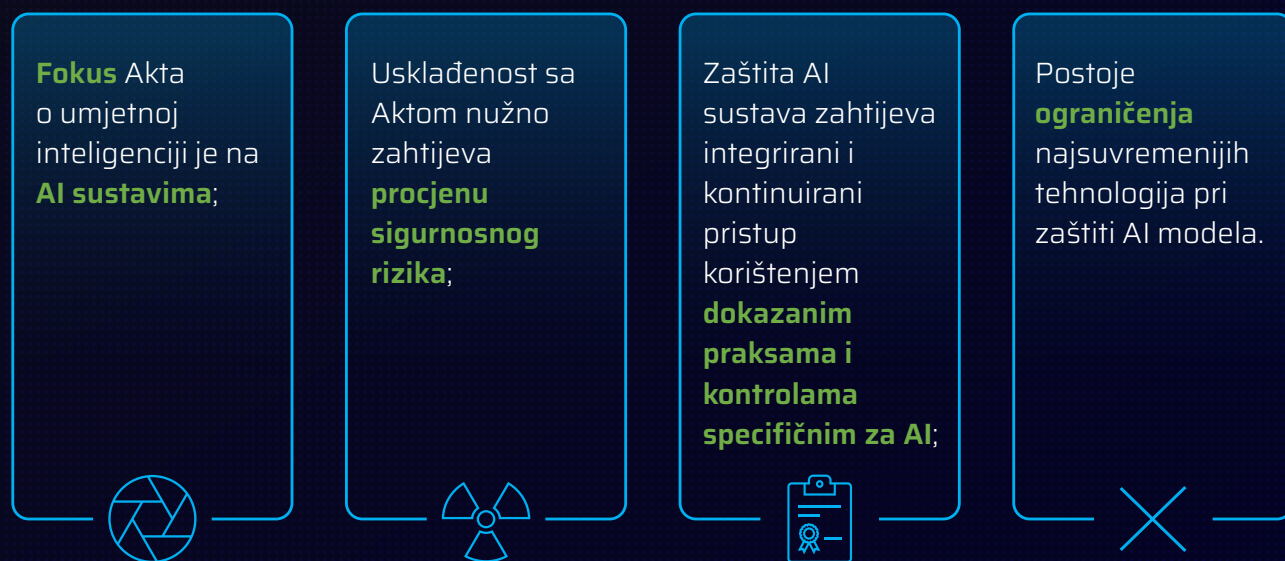 Fokus Akta
o umjetnoj
inteligenciji je na
AI sustavima;
Usklađenost sa
Aktom nužno
zahtijeva
procjenu
sigurnosnog
rizika;
Zaštita AI
sustava zahtijeva
integrirani i
kontinuirani
pristup
korištenjem
dokazanim
praksama i
kontrolama
specifičnim za AI;
Postoje
ograničenja
najsuvremenijih
tehnologija pri
zaštiti AI modela.